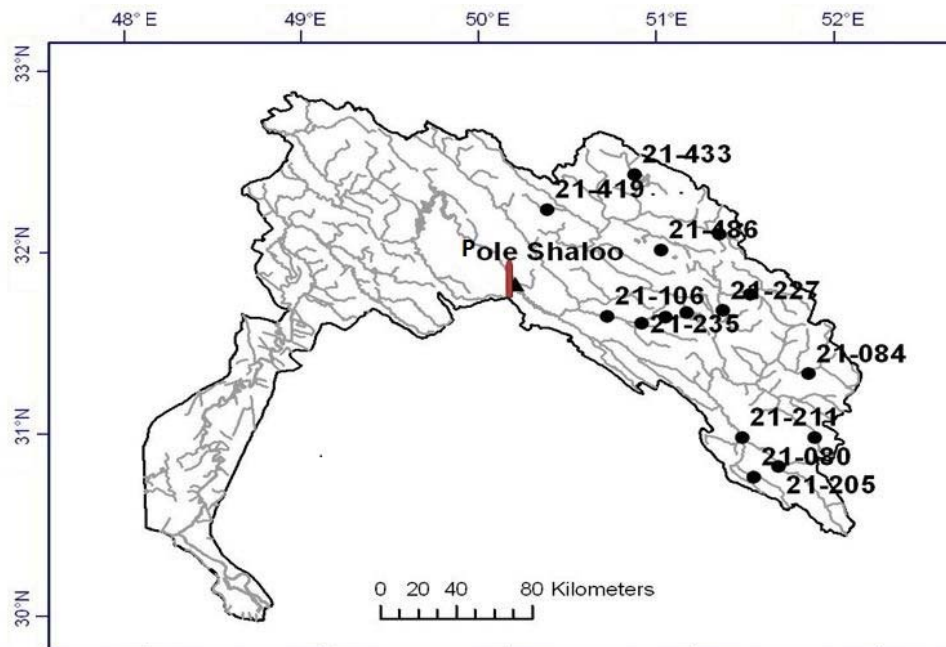 48° E 49° E 50° E 51° E 52° E
33°N
32°N
31°N
30°N
21-433
21-419
21-486
Pole Shaloo
21-106
21-227
21-235
21-084
21-211
21-080
21-205
0 20 40 80 Kilometers